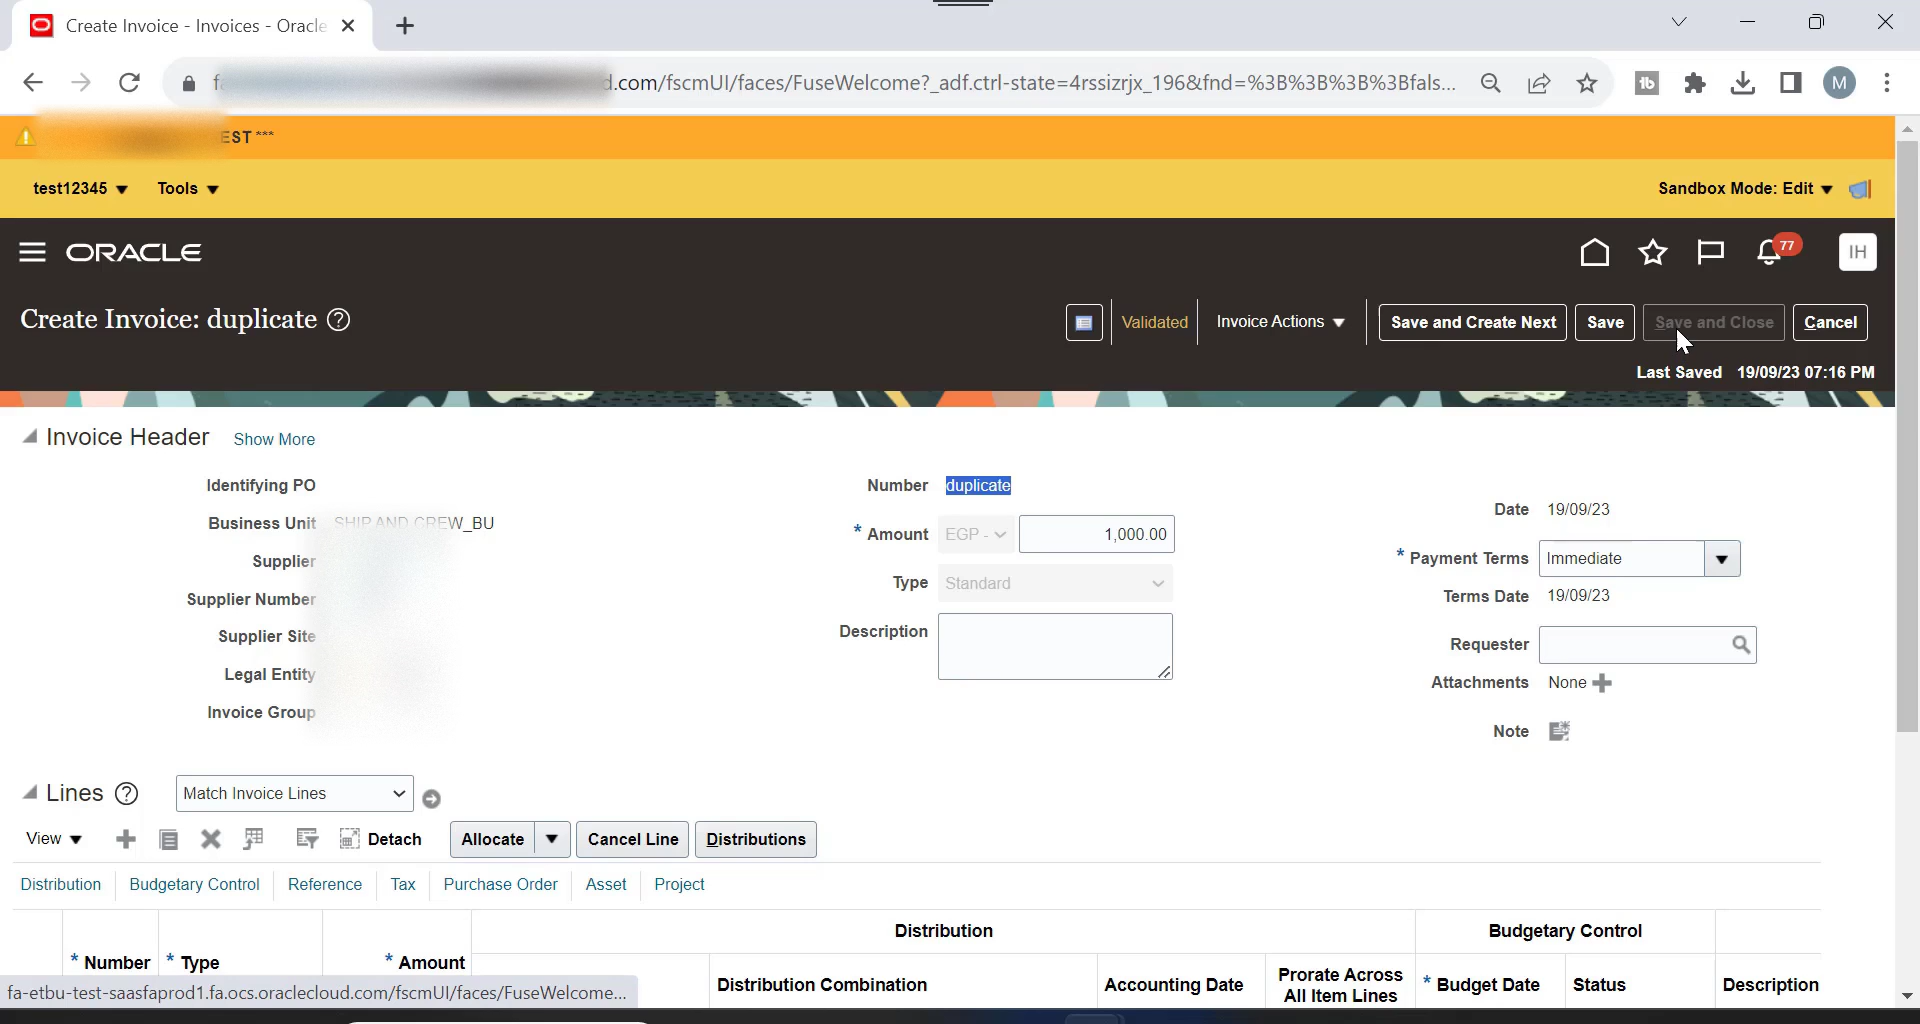 Create Invoice - Invoices - Oracle
.com/fscmUI/faces/FuseWelcome?_adf.ctrl-state=4rssizrjx_196&fnd=%3B%3B%3B%3Bfals...
M
EST ***
test12345 Tools Sandbox Mode: Edit
ORACLE 77 IH
Create Invoice: duplicate ? Validated Invoice Actions Save and Create Next Save Save and Close Cancel
Last Saved 19/09/23 07:16 PM
Invoice Header Show More
Identifying PO
Business Unit SHIP AND CREW_BU
Supplier
Supplier Number
Supplier Site
Legal Entity
Invoice Group
Number duplicate
* Amount EGP - 1,000.00
Type Standard
Description
Date 19/09/23
* Payment Terms Immediate
Terms Date 19/09/23
Requester
Attachments None
Note
Lines ? Match Invoice Lines
View Detach Allocate Cancel Line Distributions
Distribution Budgetary Control Reference Tax Purchase Order Asset Project
Distribution Budgetary Control
* Number * Type * Amount Distribution Combination Accounting Date Prorate Across All Item Lines * Budget Date Status Description
fa-etbu-test-saasfaprod1.fa.ocs.oraclecloud.com/fscmUI/faces/FuseWelcome...